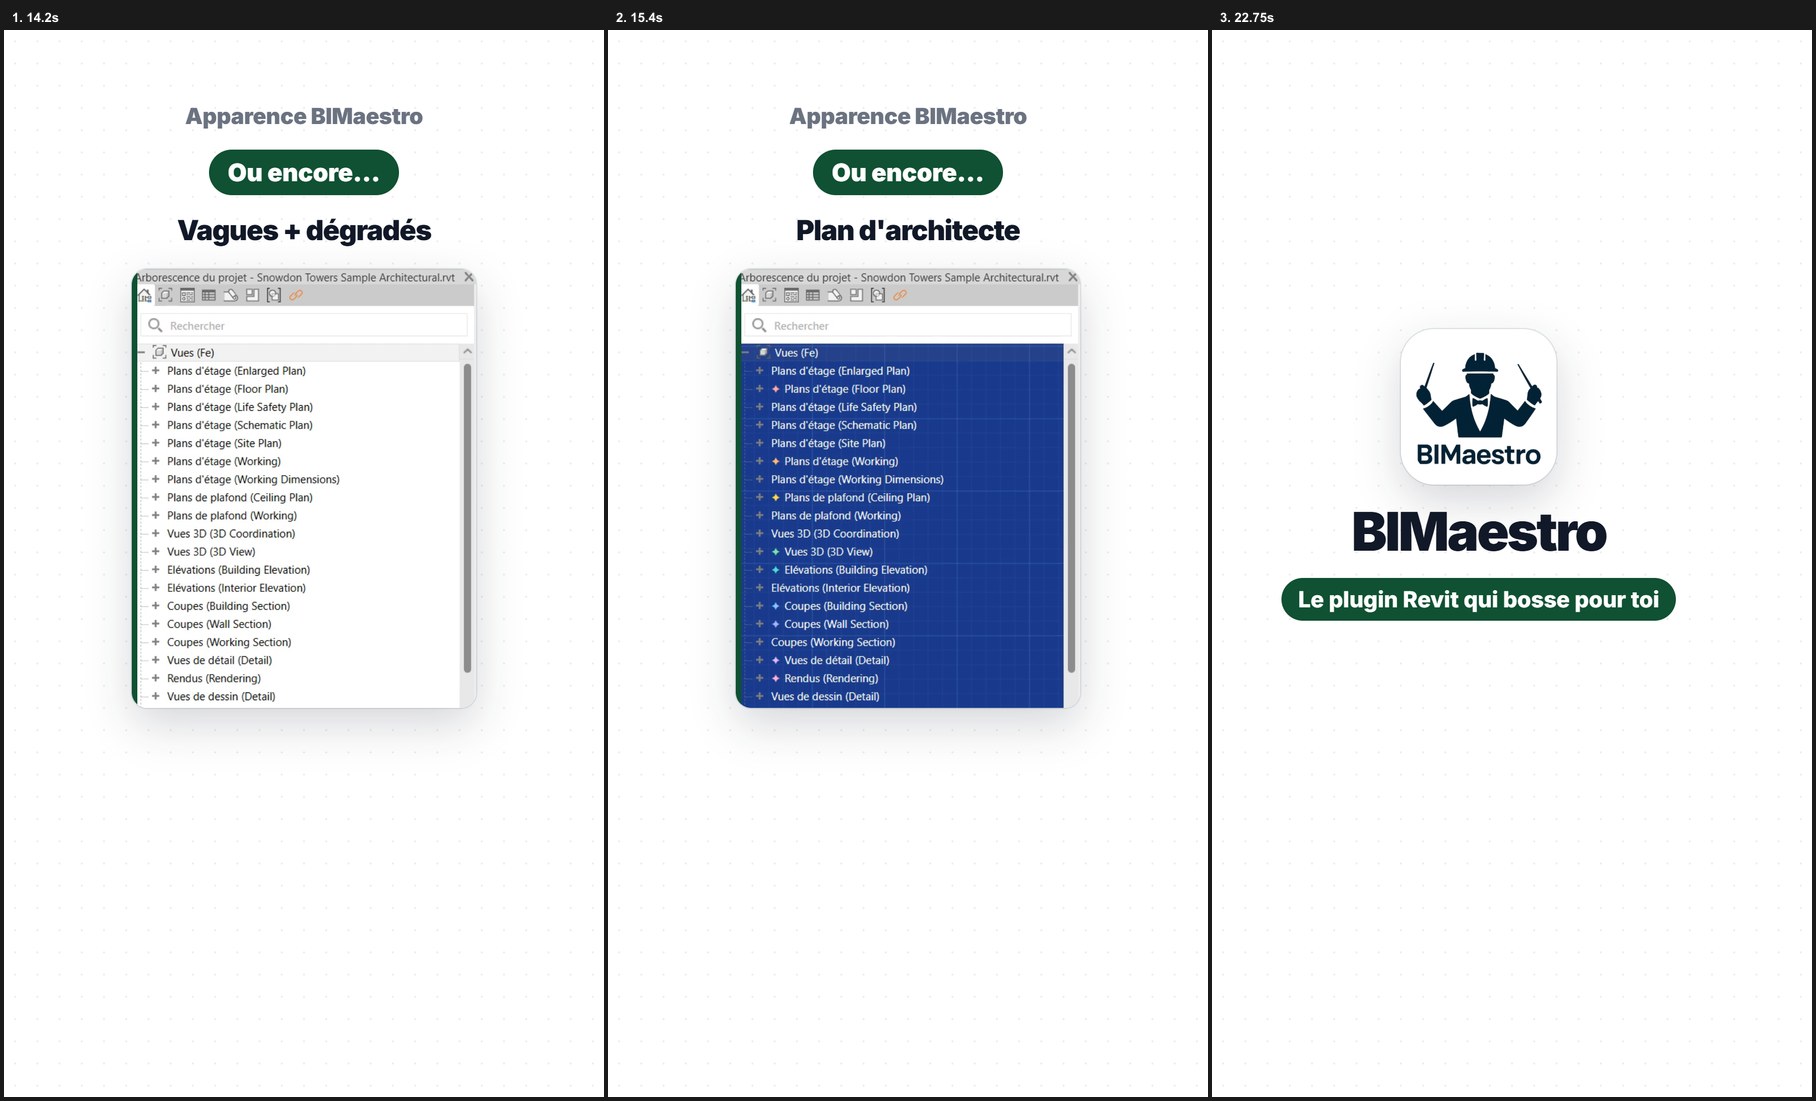 1. 14.2s
Apparence BIMaestro
Ou encore...
Vagues + dégradés
Arborescence du projet - Snowdon Towers Sample Architectural.rvt
Rechercher
Vues (Fe)
Plans d'étage (Enlarged Plan)
Plans d'étage (Floor Plan)
Plans d'étage (Life Safety Plan)
Plans d'étage (Schematic Plan)
Plans d'étage (Site Plan)
Plans d'étage (Working)
Plans d'étage (Working Dimensions)
Plans de plafond (Ceiling Plan)
Plans de plafond (Working)
Vues 3D (3D Coordination)
Vues 3D (3D View)
Elévations (Building Elevation)
Elévations (Interior Elevation)
Coupes (Building Section)
Coupes (Wall Section)
Coupes (Working Section)
Vues de détail (Detail)
Rendus (Rendering)
Vues de dessin (Detail)
2. 15.4s
Apparence BIMaestro
Ou encore...
Plan d'architecte
Arborescence du projet - Snowdon Towers Sample Architectural.rvt
Rechercher
Vues (Fe)
Plans d'étage (Enlarged Plan)
Plans d'étage (Floor Plan)
Plans d'étage (Life Safety Plan)
Plans d'étage (Schematic Plan)
Plans d'étage (Site Plan)
Plans d'étage (Working)
Plans d'étage (Working Dimensions)
Plans de plafond (Ceiling Plan)
Plans de plafond (Working)
Vues 3D (3D Coordination)
Vues 3D (3D View)
Elévations (Building Elevation)
Elévations (Interior Elevation)
Coupes (Building Section)
Coupes (Wall Section)
Coupes (Working Section)
Vues de détail (Detail)
Rendus (Rendering)
Vues de dessin (Detail)
3. 22.75s
BIMaestro
BIMaestro
Le plugin Revit qui bosse pour toi